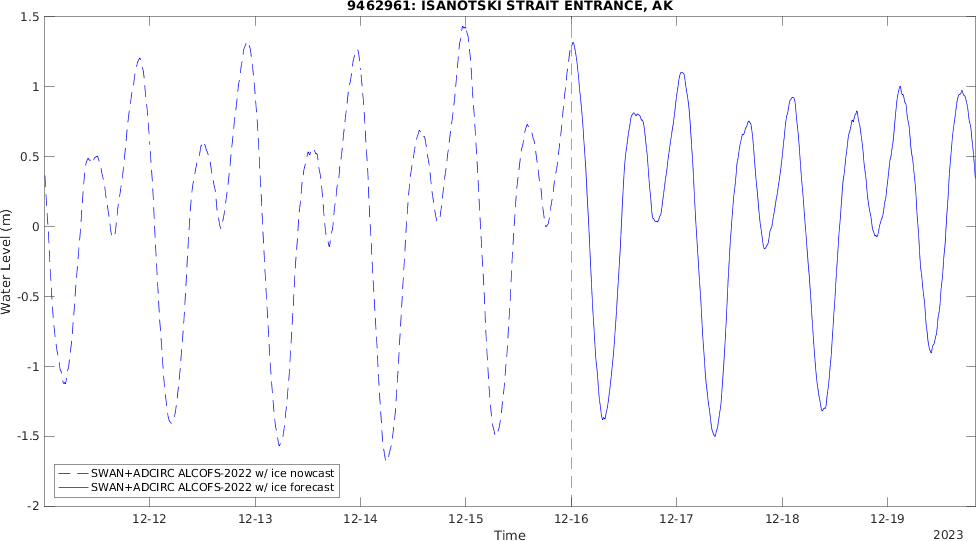 9462961: ISANOTSKI STRAIT ENTRANCE, AK
1.5
1
0.5
0
-0.5
-1
-1.5
-2
Water Level (m)
SWAN+ADCIRC ALCOFS-2022 w/ ice nowcast
SWAN+ADCIRC ALCOFS-2022 w/ ice forecast
12-12 12-13 12-14 12-15 12-16 12-17 12-18 12-19
Time
2023